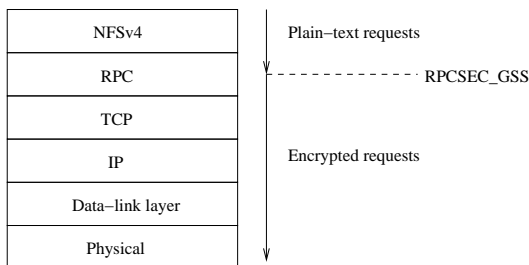 NFSv4
Plain−text requests
RPC
RPCSEC_GSS
TCP
IP
Encrypted requests
Data−link layer
Physical